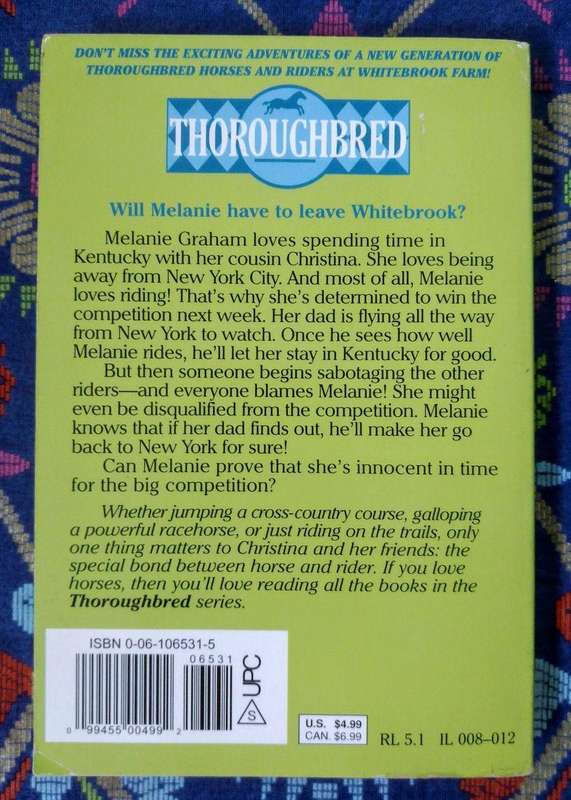 DON'T MISS THE EXCITING ADVENTURES OF A NEW GENERATION OF
THOROUGHBRED HORSES AND RIDERS AT WHITEBROOK FARM!
THOROUGHBRED
Will Melanie have to leave Whitebrook?
Melanie Graham loves spending time in
Kentucky with her cousin Christina. She loves being
away from New York City. And most of all, Melanie
loves riding! That's why she's determined to win the
competition next week. Her dad is flying all the way
from New York to watch. Once he sees how well
Melanie rides, he'll let her stay in Kentucky for good.
But then someone begins sabotaging the other
riders—and everyone blames Melanie! She might
even be disqualified from the competition. Melanie
knows that if her dad finds out, he'll make her go
back to New York for sure!
Can Melanie prove that she's innocent in time
for the big competition?
Whether jumping a cross-country course, galloping
a powerful racehorse, or just riding on the trails, only
one thing matters to Christina and her friends: the
special bond between horse and rider. If you love
horses, then you'll love reading all the books in the
Thoroughbred series.
ISBN 0-06-106531-5
06531
0 99455 00499 2
S UPC
U.S. $4.99
CAN. $6.99
RL 5.1 IL 008–012